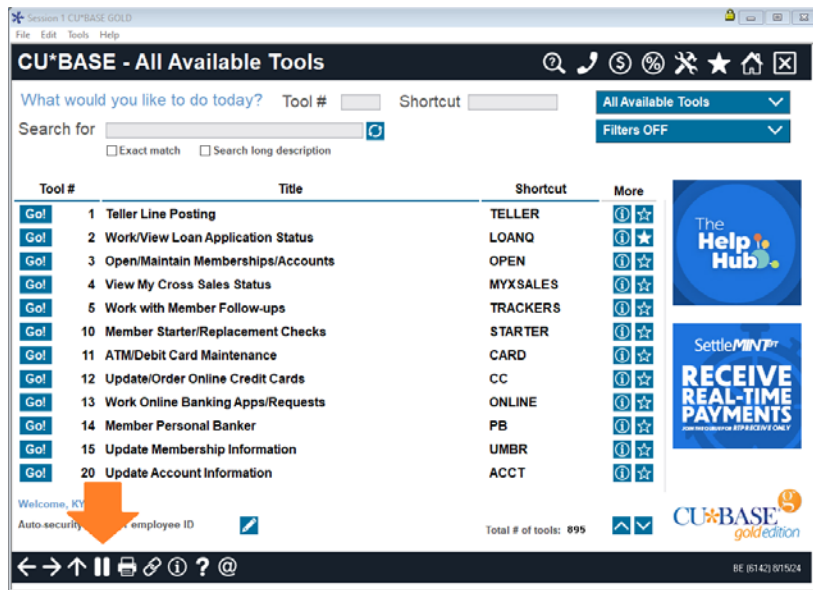 Session 1 CU*BASE GOLD
File Edit Tools Help
CU*BASE - All Available Tools
What would you like to do today? Tool # Shortcut
All Available Tools
Search for
Filters OFF
Exact match Search long description
Tool # Title Shortcut More
Go! 1 Teller Line Posting TELLER
Go! 2 Work/View Loan Application Status LOANQ
Go! 3 Open/Maintain Memberships/Accounts OPEN
Go! 4 View My Cross Sales Status MYXSALES
Go! 5 Work with Member Follow-ups TRACKERS
Go! 10 Member Starter/Replacement Checks STARTER
Go! 11 ATM/Debit Card Maintenance CARD
Go! 12 Update/Order Online Credit Cards CC
Go! 13 Work Online Banking Apps/Requests ONLINE
Go! 14 Member Personal Banker PB
Go! 15 Update Membership Information UMBR
Go! 20 Update Account Information ACCT
The
Help
Hub
SettleMINT
RECEIVE
REAL-TIME
PAYMENTS
Welcome, KY
Auto-security employee ID
Total # of tools: 895
CU*BASE
g
gold edition
BE (6142) 8/15/24